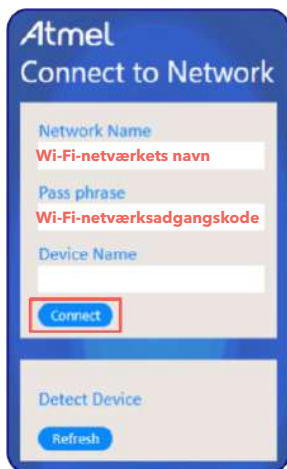 Atmel
Connect to Network
Network Name
Wi-Fi-netværkets navn
Pass phrase
Wi-Fi-netværksadgangskode
Device Name
Connect
Detect Device
Refresh